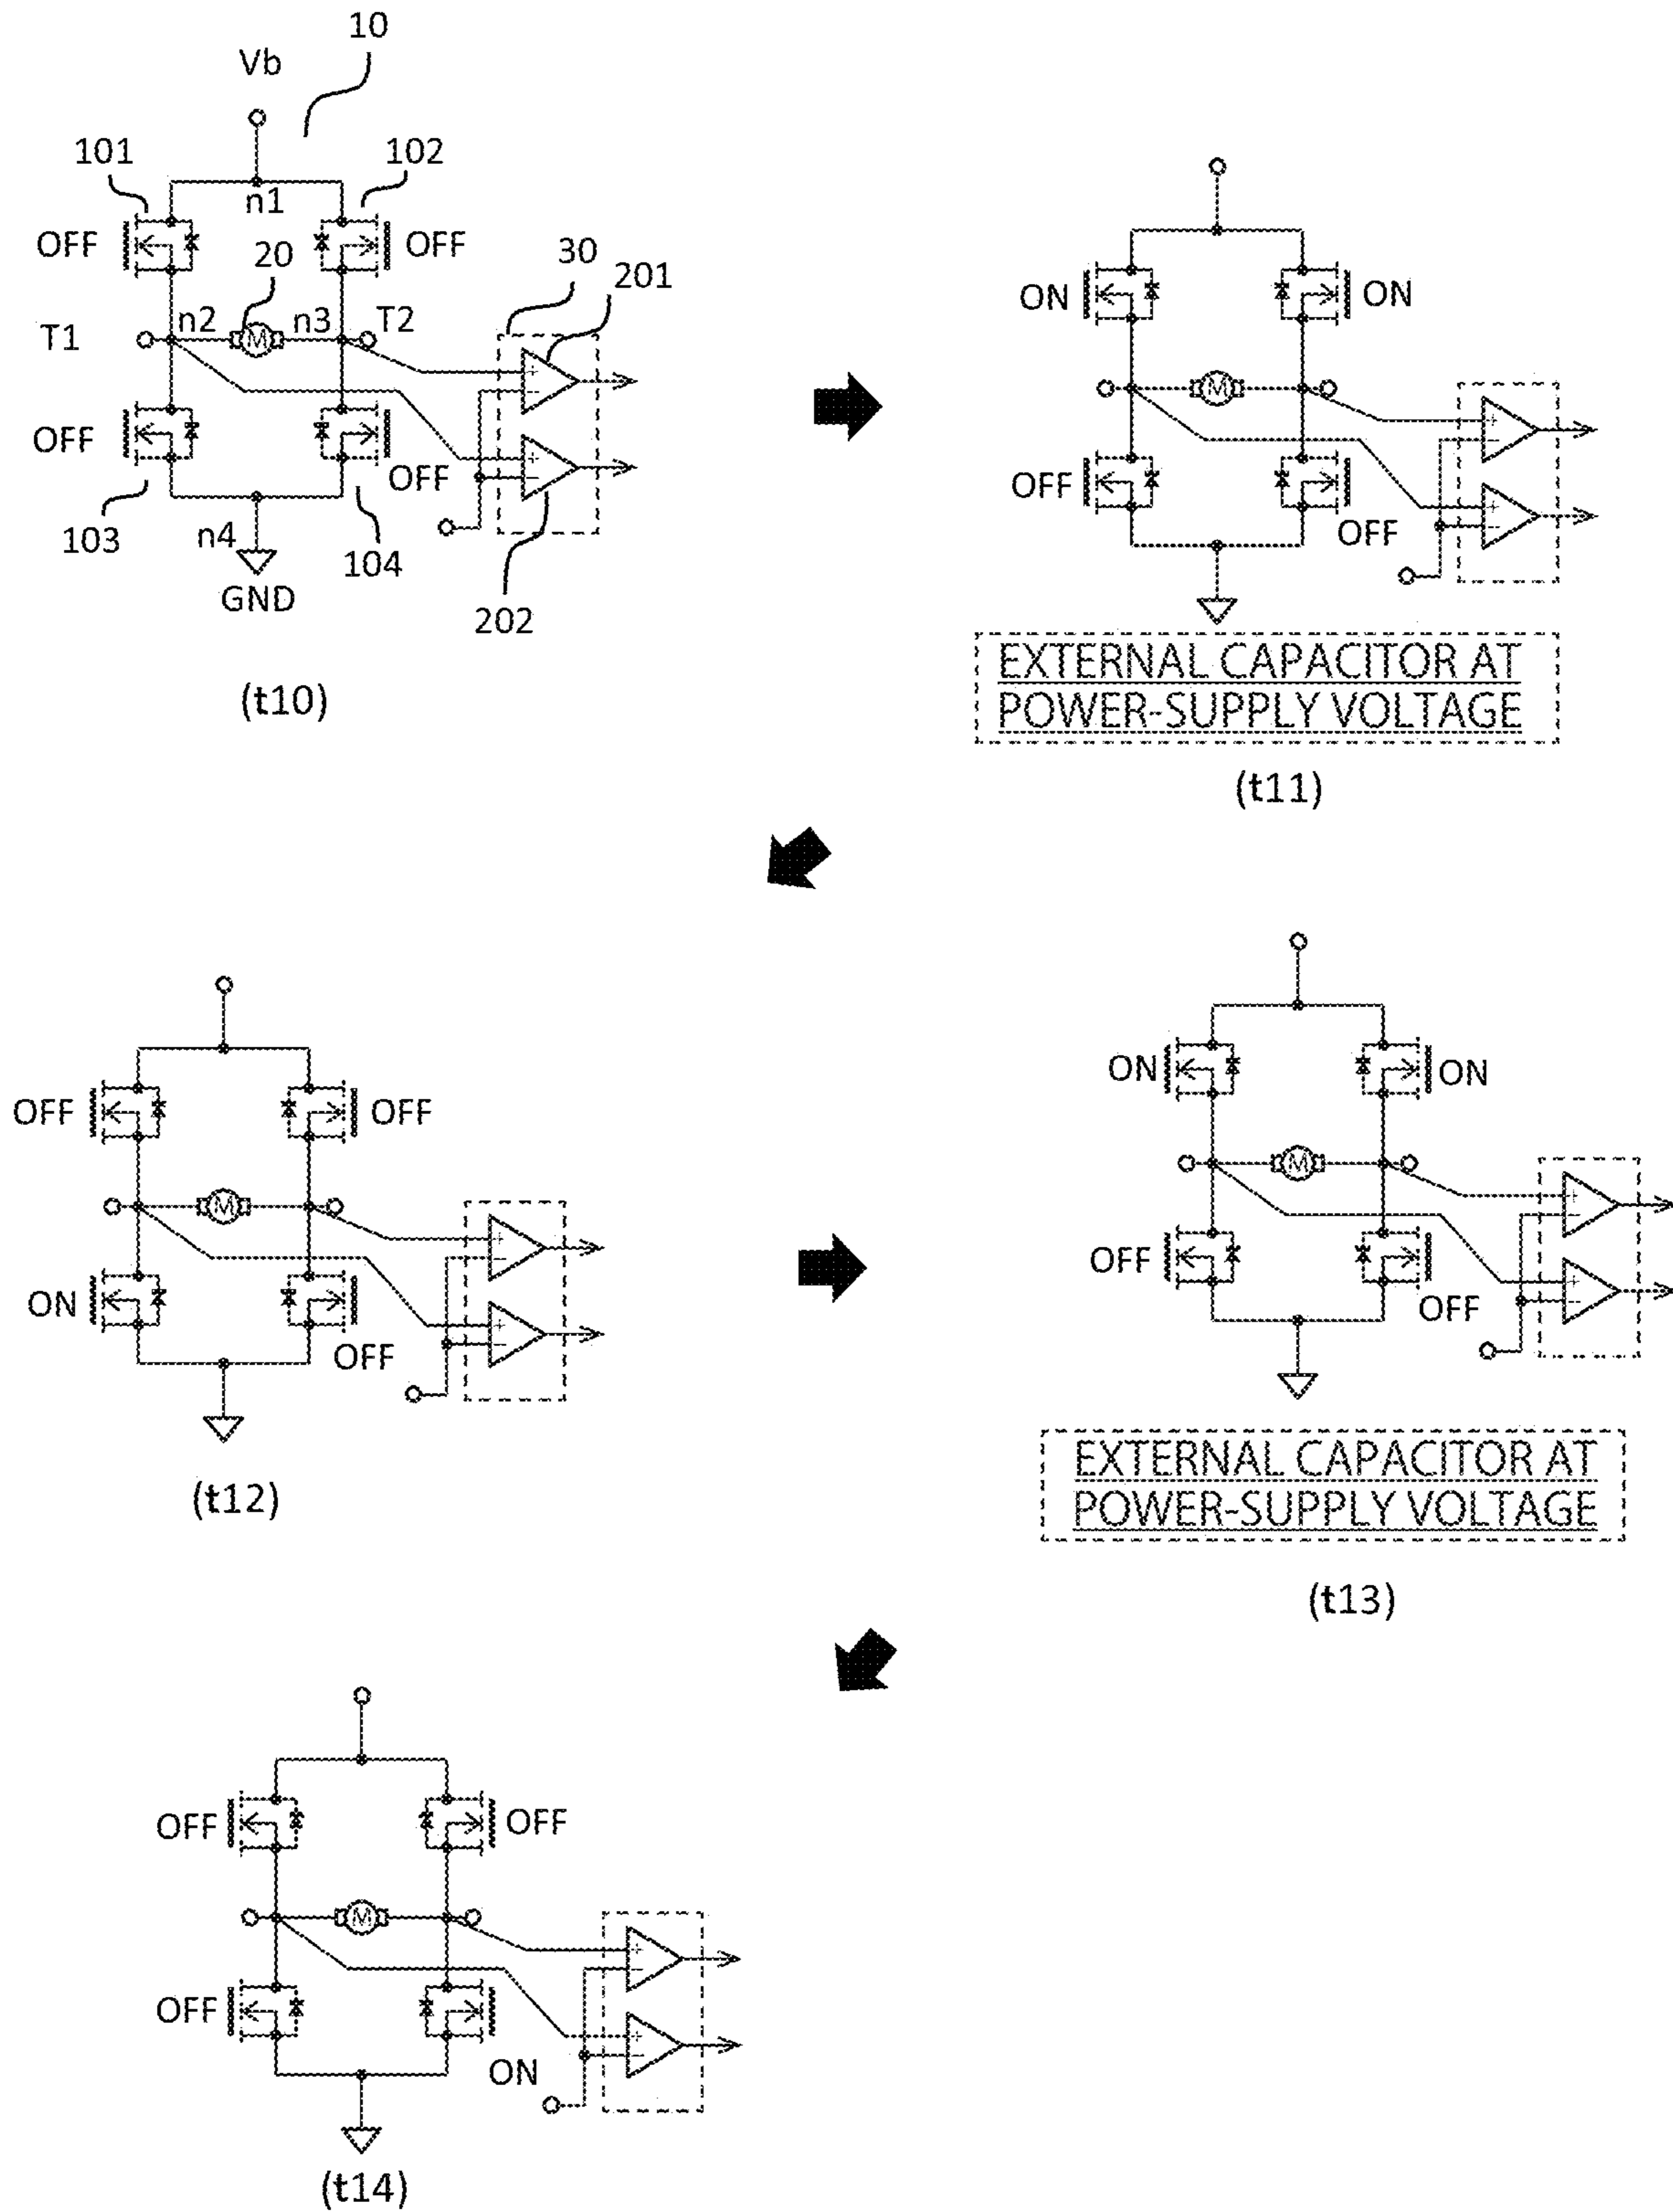 10
Vb
101
102
n1
OFF
20
OFF
30
201
T1
n2
M
n3
T2
+
−
OFF
OFF
+
−
103
n4
104
GND
202
(t10)
ON
ON
M
+
−
OFF
OFF
+
−
EXTERNAL CAPACITOR AT
POWER-SUPPLY VOLTAGE
(t11)
OFF
OFF
M
+
−
ON
OFF
+
−
(t12)
ON
ON
M
+
−
OFF
OFF
+
−
EXTERNAL CAPACITOR AT
POWER-SUPPLY VOLTAGE
(t13)
OFF
OFF
M
+
−
OFF
ON
+
−
(t14)